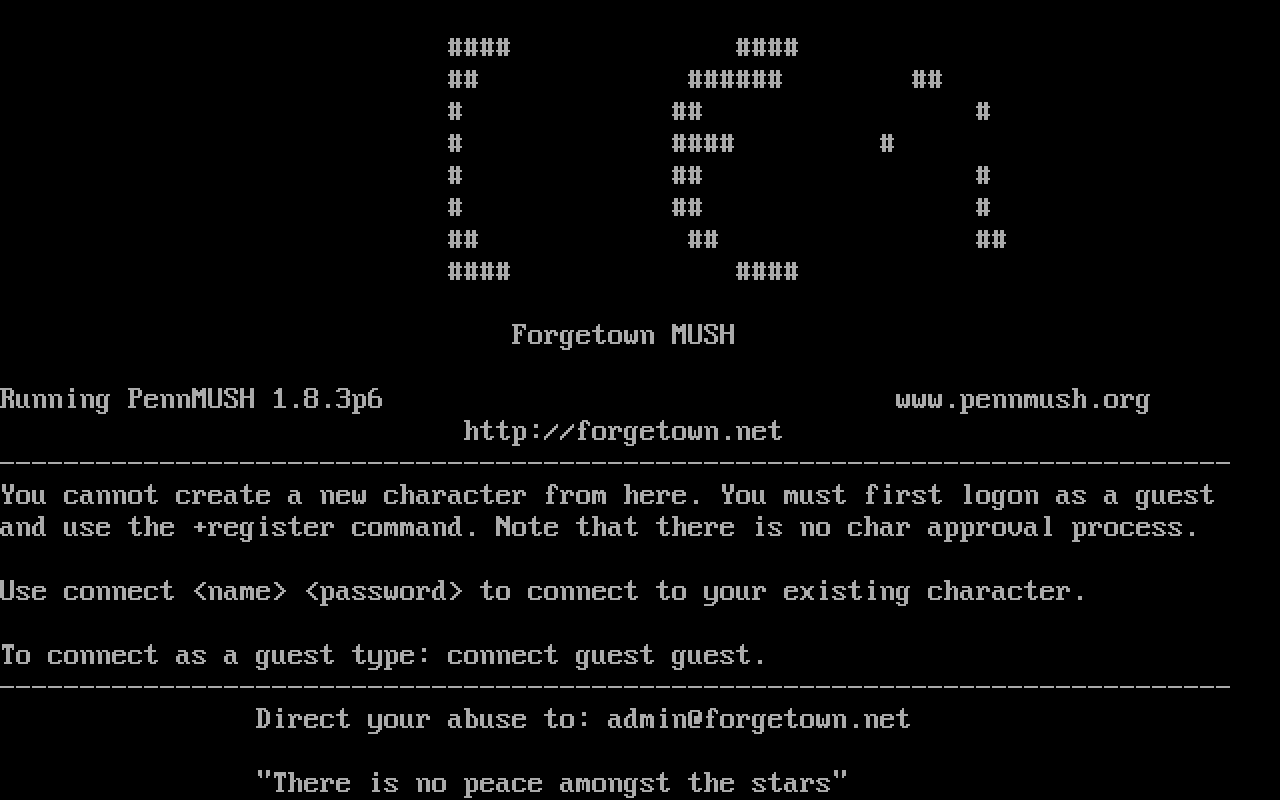 ####              ####
##             ######        ##
#             ##                 #
#             ####         #
#             ##                 #
#             ##                 #
##             ##                ##
####              ####
Forgetown MUSH
Running PennMUSH 1.8.3p6 www.pennmush.org
http://forgetown.net
You cannot create a new character from here. You must first logon as a guest
and use the +register command. Note that there is no char approval process.
Use connect <name> <password> to connect to your existing character.
To connect as a guest type: connect guest guest.
Direct your abuse to: admin@forgetown.net
"There is no peace amongst the stars"